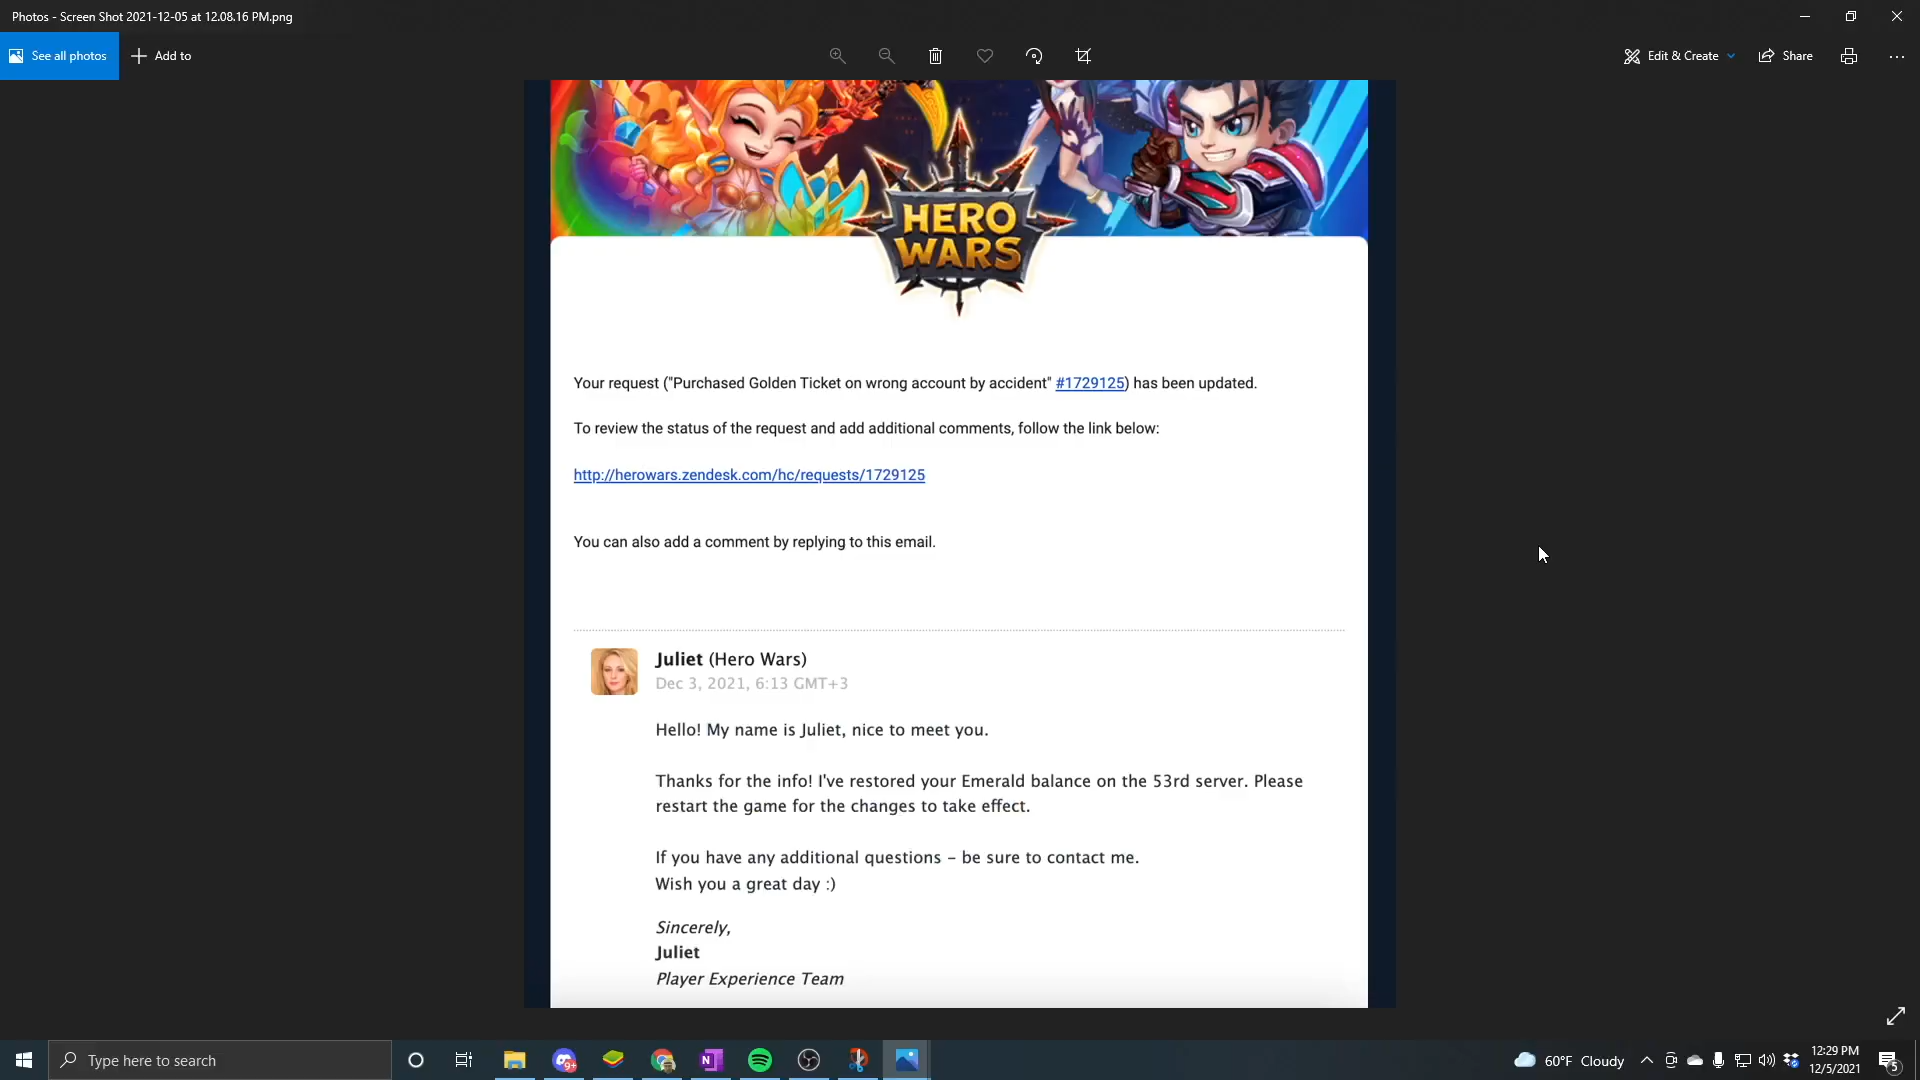 Photos - Screen Shot 2021-12-05 at 12.08.16 PM.png
See all photos
Add to
Edit & Create
Share
HERO
WARS
Your request ("Purchased Golden Ticket on wrong account by accident" #1729125) has been updated.
To review the status of the request and add additional comments, follow the link below:
http://herowars.zendesk.com/hc/requests/1729125
You can also add a comment by replying to this email.
Juliet (Hero Wars)
Dec 3, 2021, 6:13 GMT+3
Hello! My name is Juliet, nice to meet you.
Thanks for the info! I've restored your Emerald balance on the 53rd server. Please
restart the game for the changes to take effect.
If you have any additional questions – be sure to contact me.
Wish you a great day :)
Sincerely,
Juliet
Player Experience Team
Type here to search
9+
N
60°F Cloudy
12:29 PM
12/5/2021
5